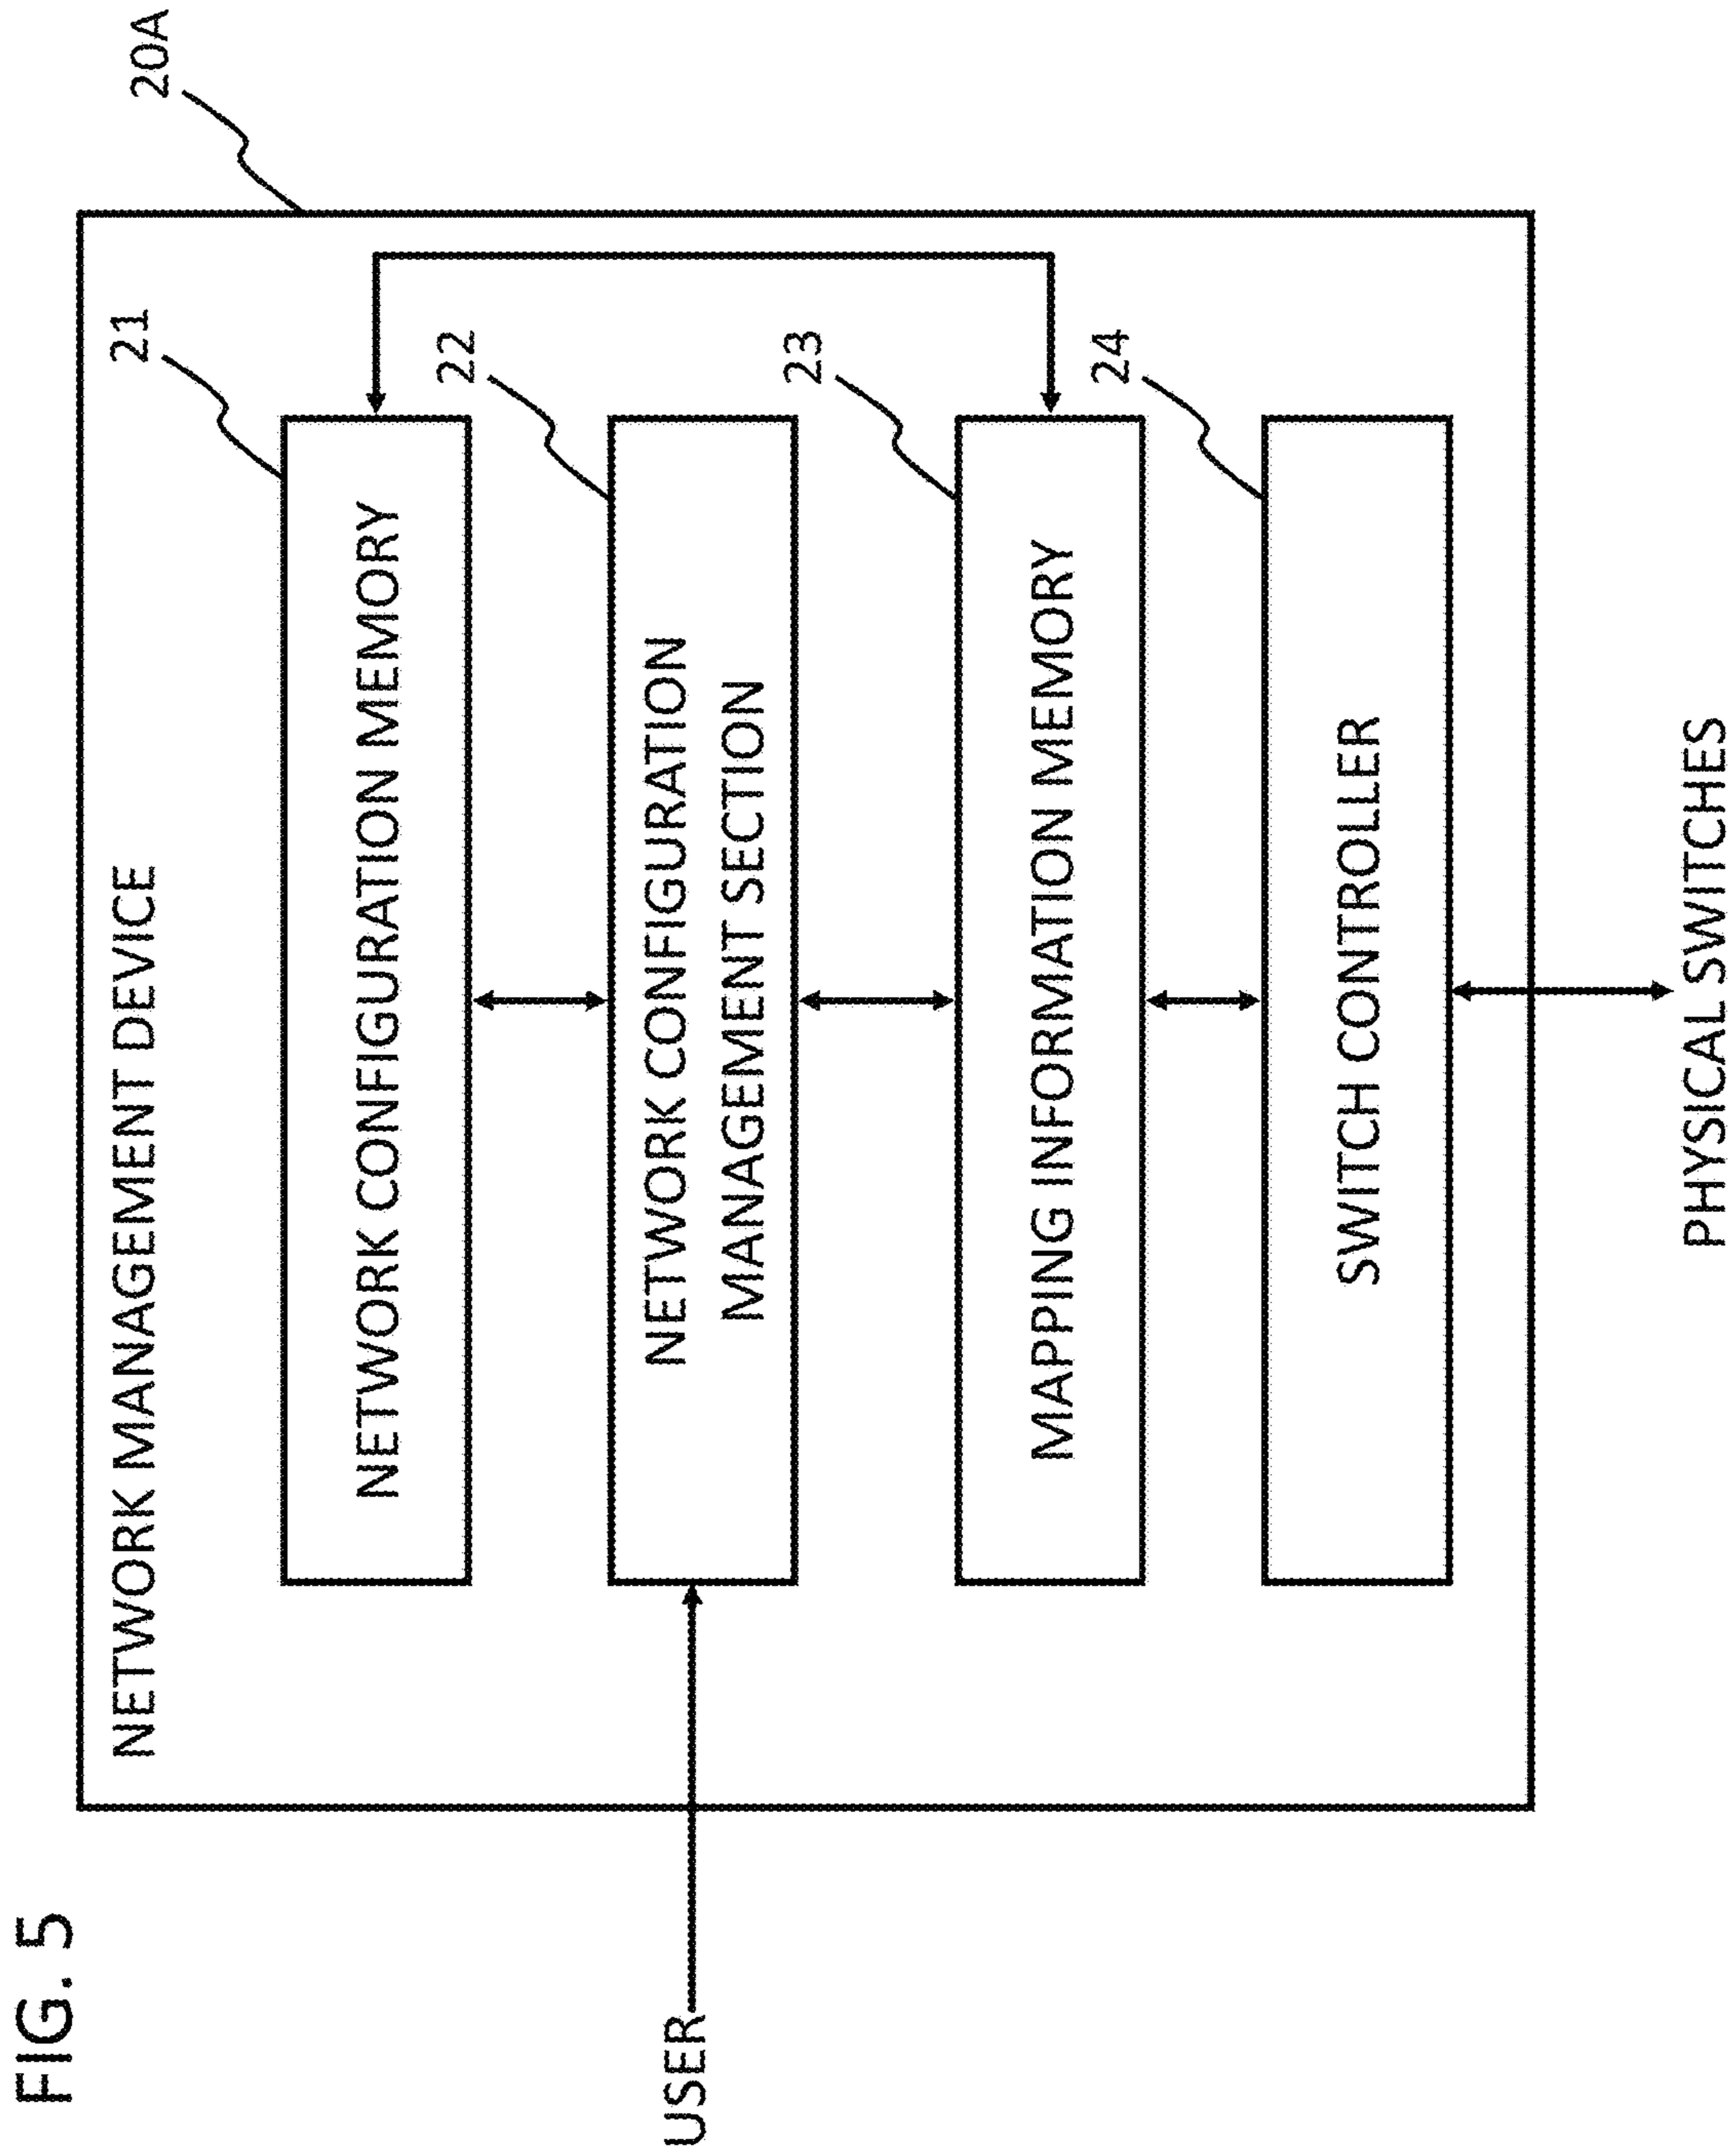 FIG. 5
20A
NETWORK MANAGEMENT DEVICE
21
NETWORK CONFIGURATION MEMORY
22
USER
NETWORK CONFIGURATION
MANAGEMENT SECTION
23
MAPPING INFORMATION MEMORY
24
SWITCH CONTROLLER
PHYSICAL SWITCHES